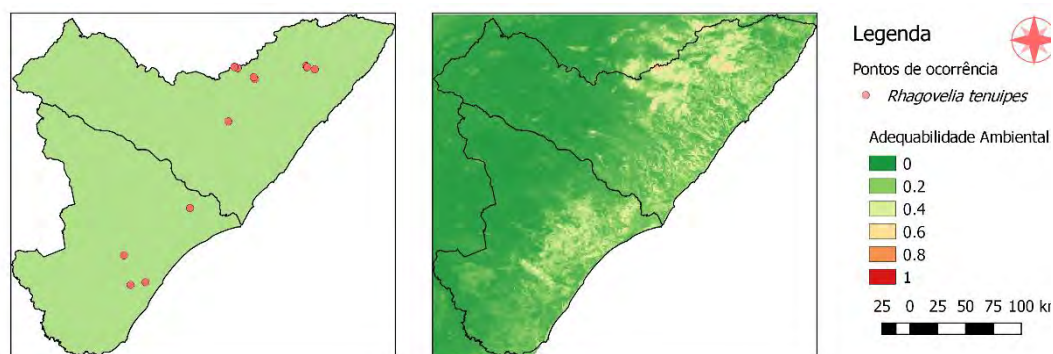 Legenda
Pontos de ocorrência
Rhagovelia tenuipes
Adequabilidade Ambiental
0
0.2
0.4
0.6
0.8
1
25 0 25 50 75 100 km